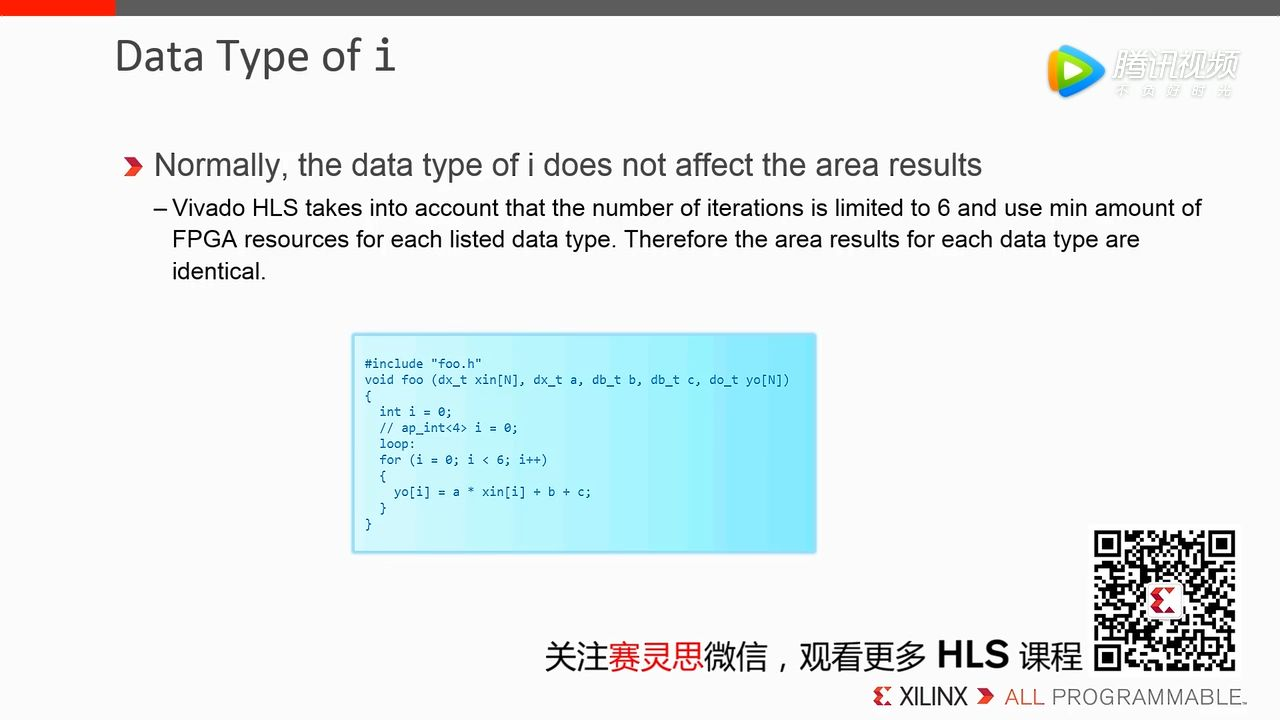 Data Type of i
腾讯视频
不负好时光
Normally, the data type of i does not affect the area results
– Vivado HLS takes into account that the number of iterations is limited to 6 and use min amount of
FPGA resources for each listed data type. Therefore the area results for each data type are
identical.
#include "foo.h"
void foo (dx_t xin[N], dx_t a, db_t b, db_t c, do_t yo[N])
{
  int i = 0;
  // ap_int<4> i = 0;
  loop:
  for (i = 0; i < 6; i++)
  {
    yo[i] = a * xin[i] + b + c;
  }
}
关注赛灵思微信，观看更多 HLS 课程
XILINX ALL PROGRAMMABLE™